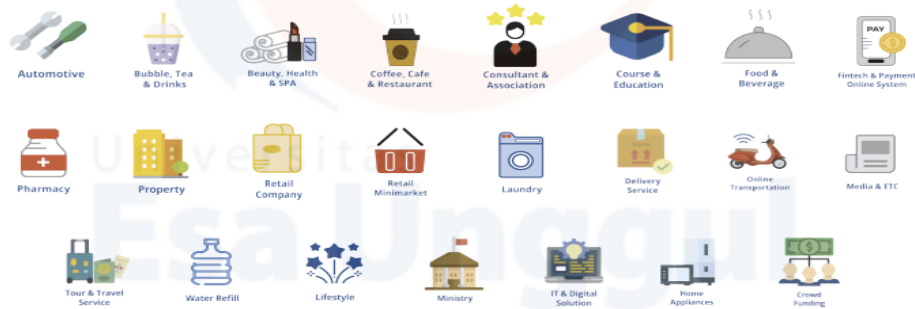 Automotive
Bubble, Tea
& Drinks
Beauty, Health
& SPA
Coffee, Cafe
& Restaurant
Consultant &
Association
Course &
Education
Food &
Beverage
PAY
Fintech & Payment
Online System
Pharmacy
Property
Retail
Company
Retail
Minimarket
Laundry
Delivery
Service
Online
Transportation
Media & ETC
Tour & Travel
Service
Water Refill
Lifestyle
Ministry
IT & Digital
Solution
Home
Appliances
Crowd
Funding
Universitas
Esa Unggul